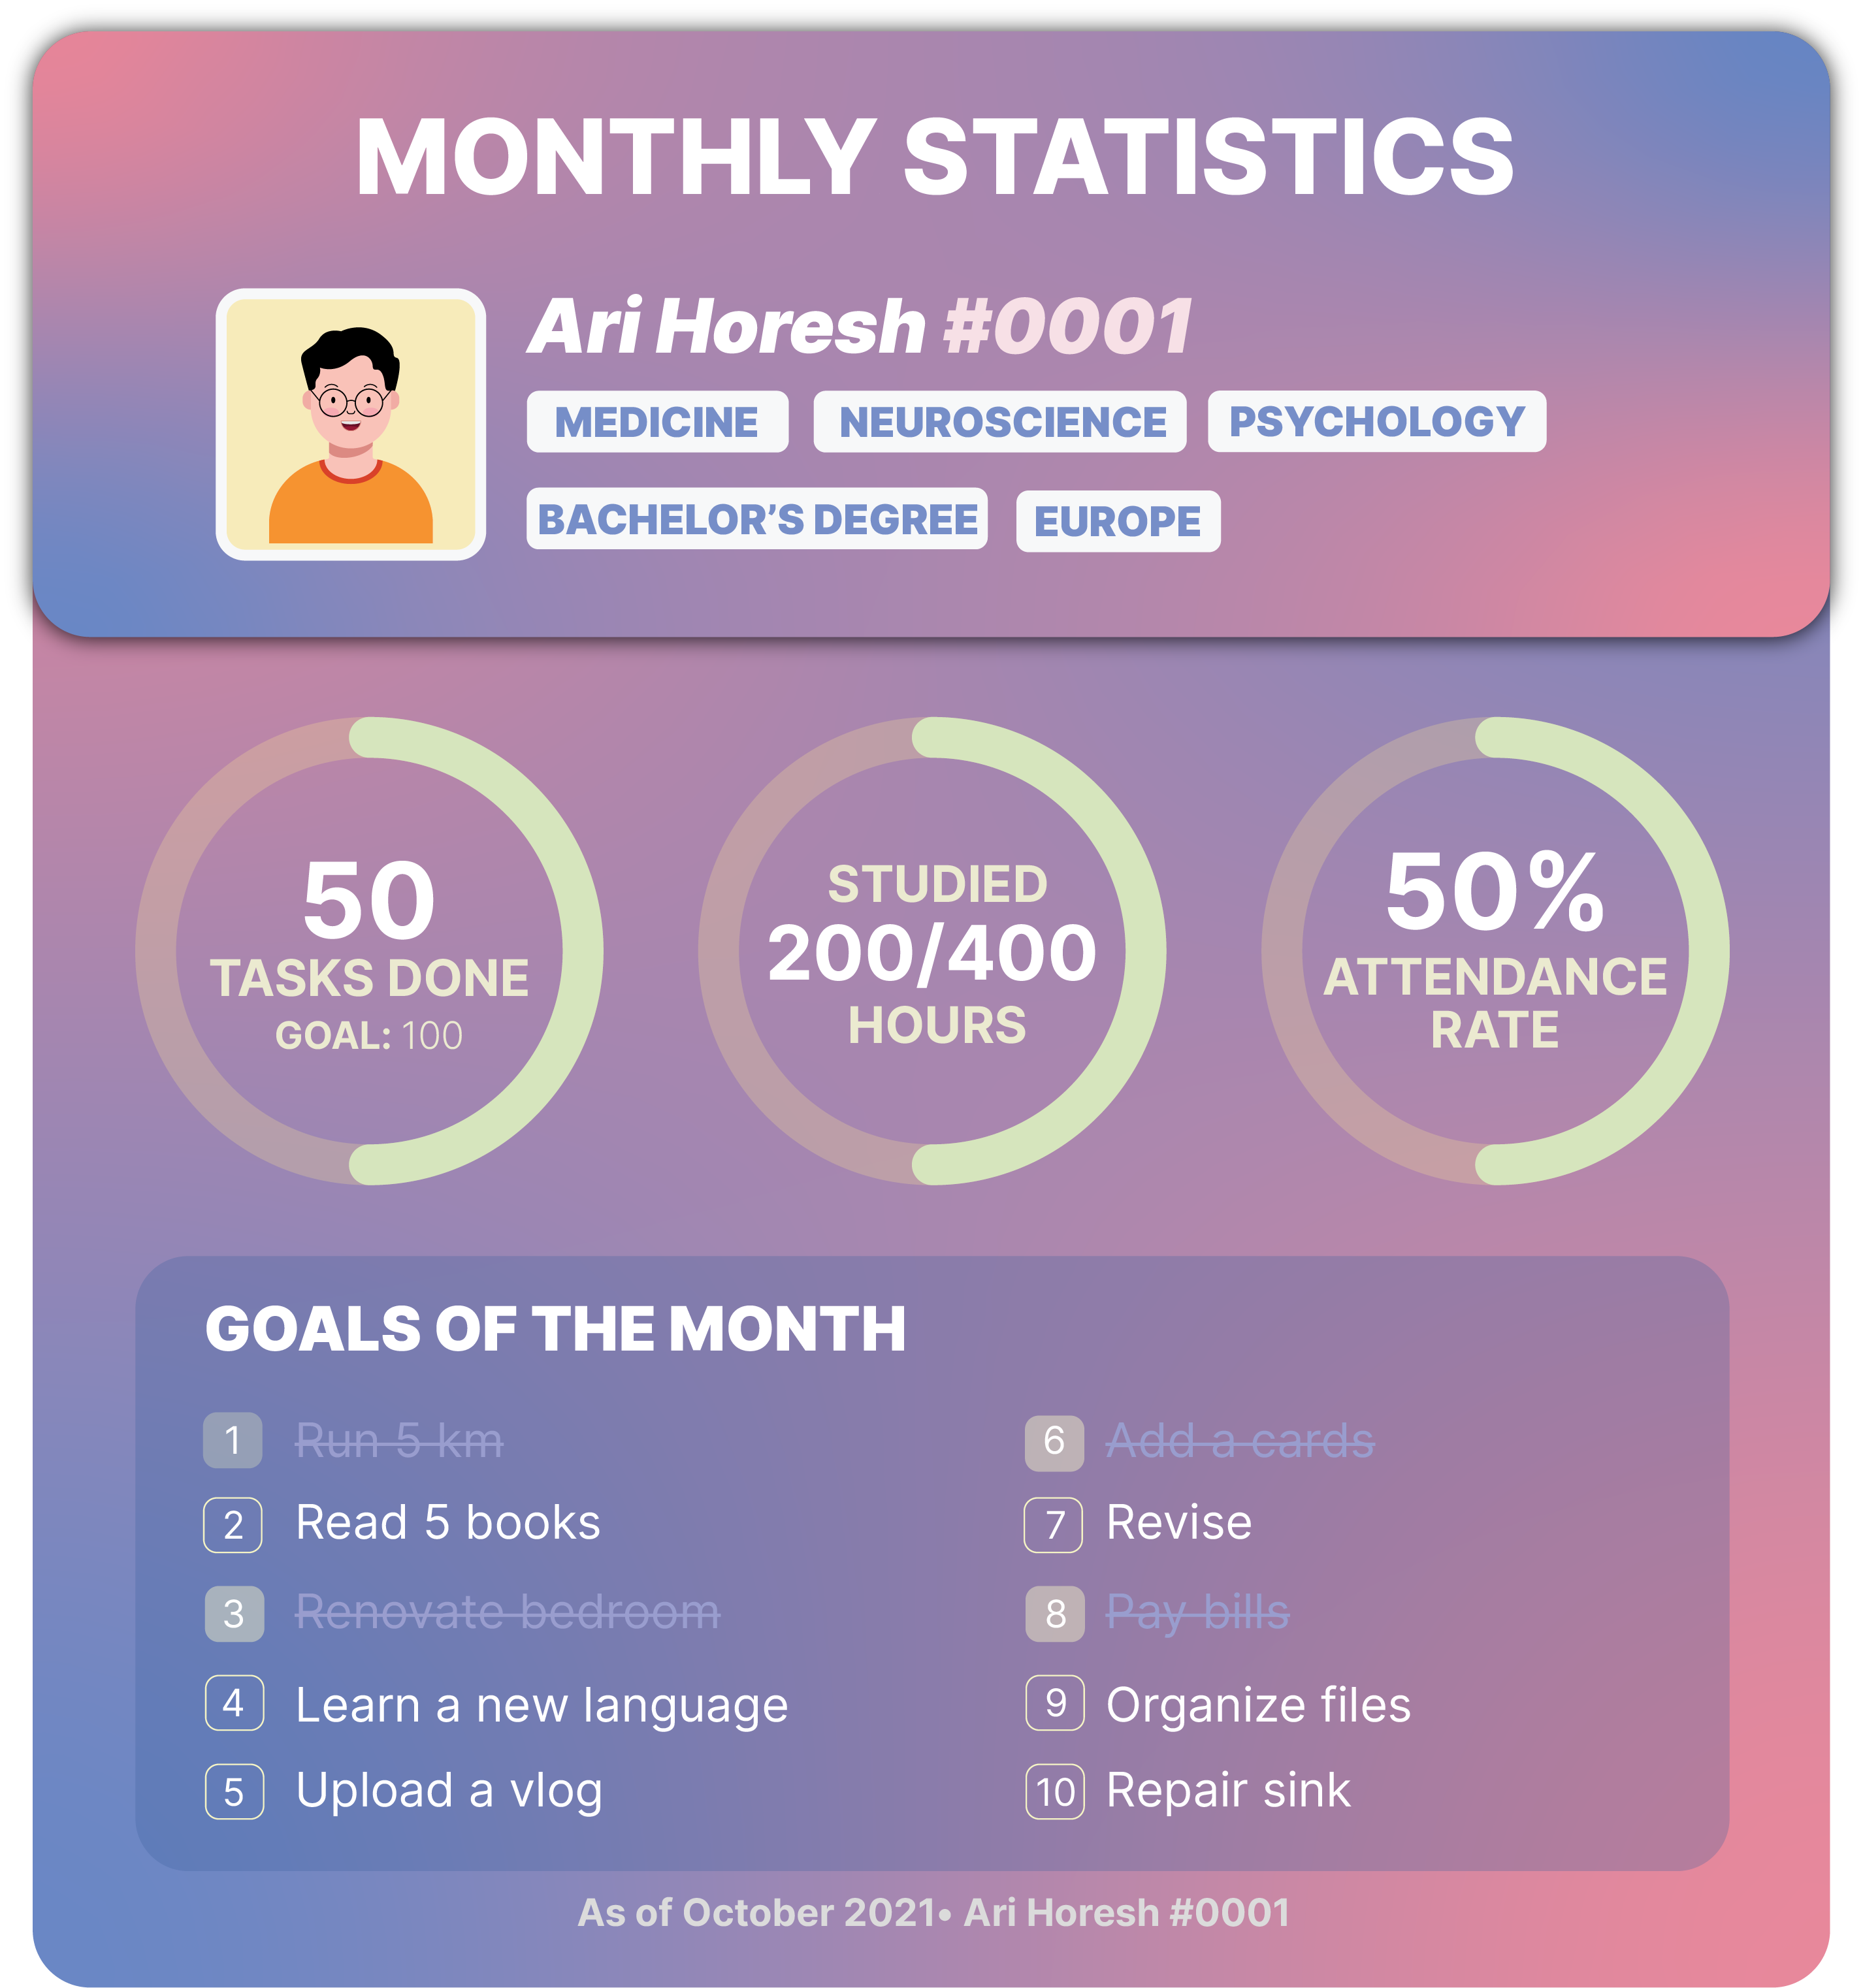 MONTHLY STATISTICS
Ari Horesh #0001
MEDICINE NEUROSCIENCE PSYCHOLOGY
BACHELOR’S DEGREE EUROPE
50
TASKS DONE
GOAL: 100
STUDIED
200/400
HOURS
50%
ATTENDANCE
RATE
GOALS OF THE MONTH
1 Run 5 km
2 Read 5 books
3 Renovate bedroom
4 Learn a new language
5 Upload a vlog
6 Add a cards
7 Revise
8 Pay bills
9 Organize files
10 Repair sink
As of October 2021• Ari Horesh #0001